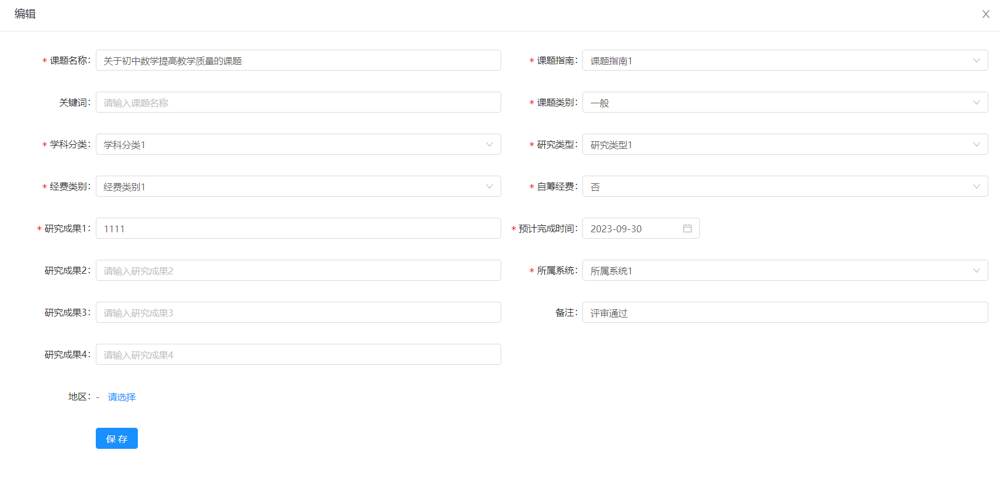 编辑
* 课题名称: 关于初中数学提高教学质量的课题
* 课题指南: 课题指南1
关键词: 请输入课题名称
* 课题类别: 一般
* 学科分类: 学科分类1
* 研究类型: 研究类型1
* 经费类别: 经费类别1
* 自筹经费: 否
* 研究成果1: 1111
* 预计完成时间: 2023-09-30
研究成果2: 请输入研究成果2
* 所属系统: 所属系统1
研究成果3: 请输入研究成果3
备注: 评审通过
研究成果4: 请输入研究成果4
地区: - 请选择
保 存